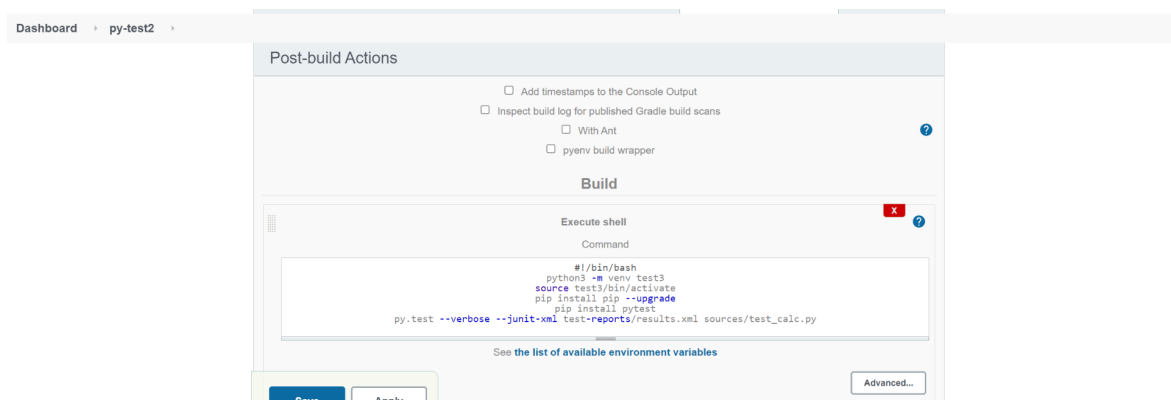 Dashboard py-test2
Post-build Actions
Add timestamps to the Console Output
Inspect build log for published Gradle build scans
With Ant
?
pyenv build wrapper
Build
X
Execute shell
?
Command
#!/bin/bash
python3 -m venv test3
source test3/bin/activate
pip install pip --upgrade
pip install pytest
py.test --verbose --junit-xml test-reports/results.xml sources/test_calc.py
See the list of available environment variables
Advanced...
Save Apply